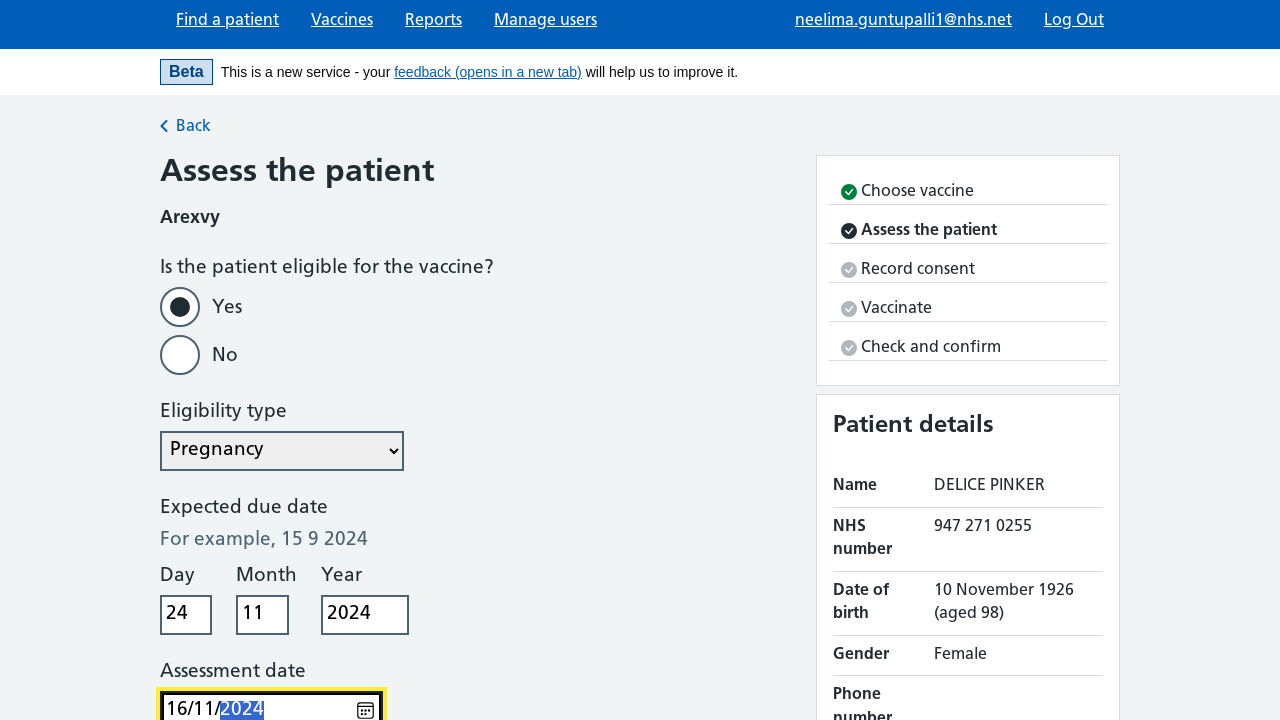 Find a patient Vaccines Reports Manage users neelima.guntupalli1@nhs.net Log Out
Beta This is a new service - your feedback (opens in a new tab) will help us to improve it.
Back
Assess the patient
Arexvy
Is the patient eligible for the vaccine?
Yes
No
Eligibility type
Pregnancy
Expected due date
For example, 15 9 2024
Day Month Year
24 11 2024
Assessment date
16/11/2024
Choose vaccine
Assess the patient
Record consent
Vaccinate
Check and confirm
Patient details
Name DELICE PINKER
NHS number 947 271 0255
Date of birth 10 November 1926 (aged 98)
Gender Female
Phone number